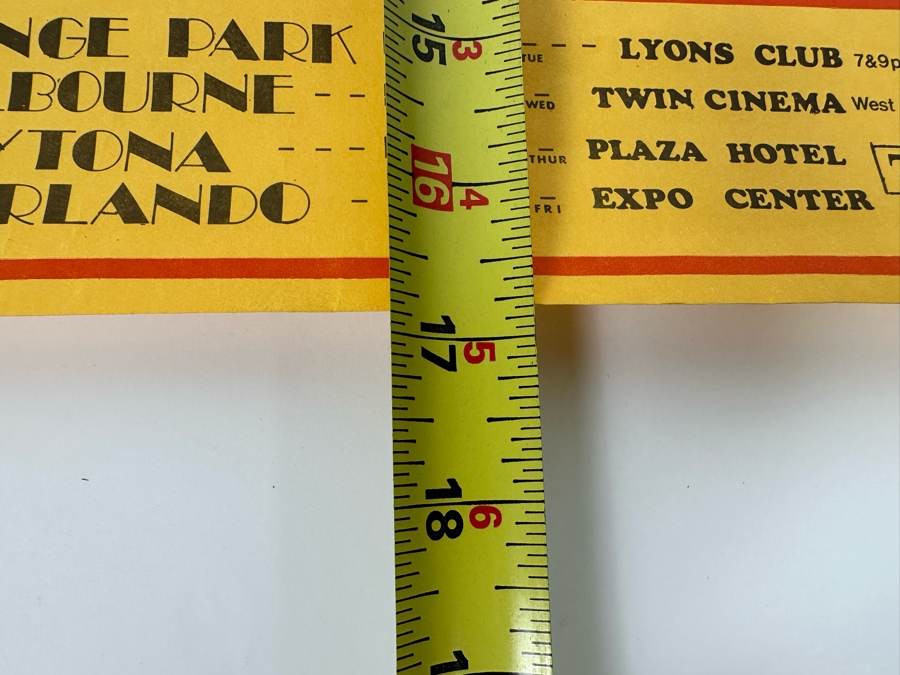 NGE PARK
LBOURNE - -
YTONA - - - -
RLANDO -
- - - TUE LYONS CLUB 7&9p
- WED TWIN CINEMA West
- THUR PLAZA HOTEL
- FRI EXPO CENTER
15 3
16 4
17 5
18 6
1